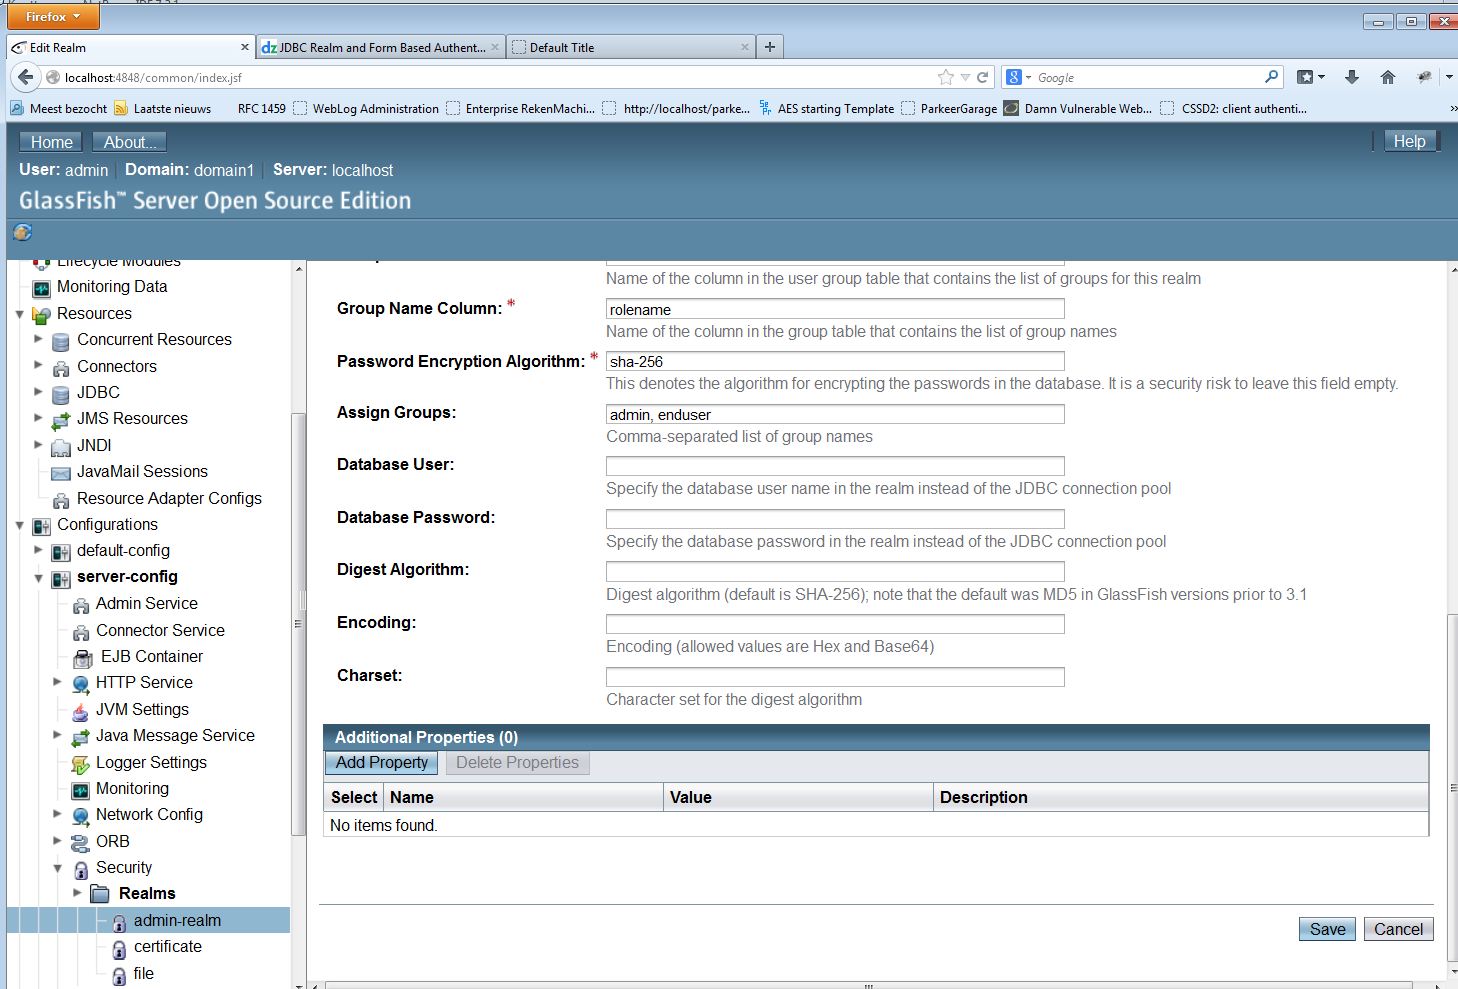 Firefox
Edit Realm
JDBC Realm and Form Based Authent...
Default Title
localhost:4848/common/index.jsf
Google
Meest bezocht
Laatste nieuws
RFC 1459
WebLog Administration
Enterprise RekenMachi...
http://localhost/parke...
AES starting Template
ParkeerGarage
Damn Vulnerable Web...
CSSD2: client authenti...
Home
About...
Help
User: admin
Domain: domain1
Server: localhost
GlassFish™ Server Open Source Edition
Lifecycle Modules
Monitoring Data
Resources
Concurrent Resources
Connectors
JDBC
JMS Resources
JNDI
JavaMail Sessions
Resource Adapter Configs
Configurations
default-config
server-config
Admin Service
Connector Service
EJB Container
HTTP Service
JVM Settings
Java Message Service
Logger Settings
Monitoring
Network Config
ORB
Security
Realms
admin-realm
certificate
file
Name of the column in the user group table that contains the list of groups for this realm
Group Name Column: * rolename
Name of the column in the group table that contains the list of group names
Password Encryption Algorithm: * sha-256
This denotes the algorithm for encrypting the passwords in the database. It is a security risk to leave this field empty.
Assign Groups: admin, enduser
Comma-separated list of group names
Database User:
Specify the database user name in the realm instead of the JDBC connection pool
Database Password:
Specify the database password in the realm instead of the JDBC connection pool
Digest Algorithm:
Digest algorithm (default is SHA-256); note that the default was MD5 in GlassFish versions prior to 3.1
Encoding:
Encoding (allowed values are Hex and Base64)
Charset:
Character set for the digest algorithm
Additional Properties (0)
Add Property
Delete Properties
Select Name Value Description
No items found.
Save
Cancel